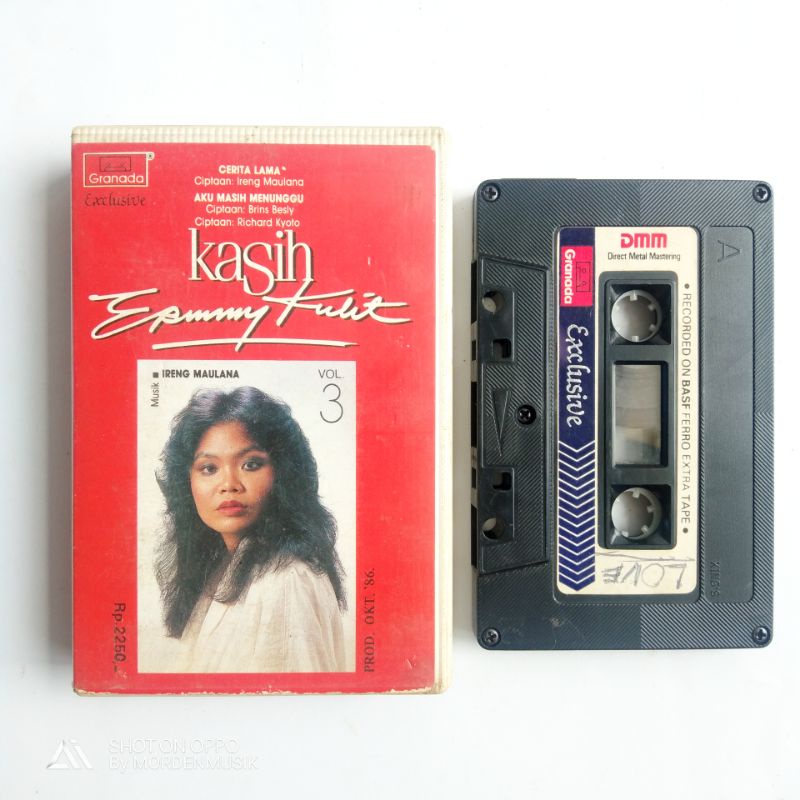 Granada
Exclusive
CERITA LAMA
Ciptaan: Ireng Maulana
AKU MASIH MENUNGGU
Ciptaan: Brins Besly
Ciptaan: Richard Kyoto
kasih
Ermmy Kulit
Musik ■ IRENG MAULANA
VOL.
3
Rp.2250,-
PROD. OKT. '86.
DMM
Direct Metal Mastering
Granada
Exclusive
• RECORDED ON BASF FERRO EXTRA TAPE •
A
LOVE
KING'S
SHOT ON OPPO
By MORDENMUSIK